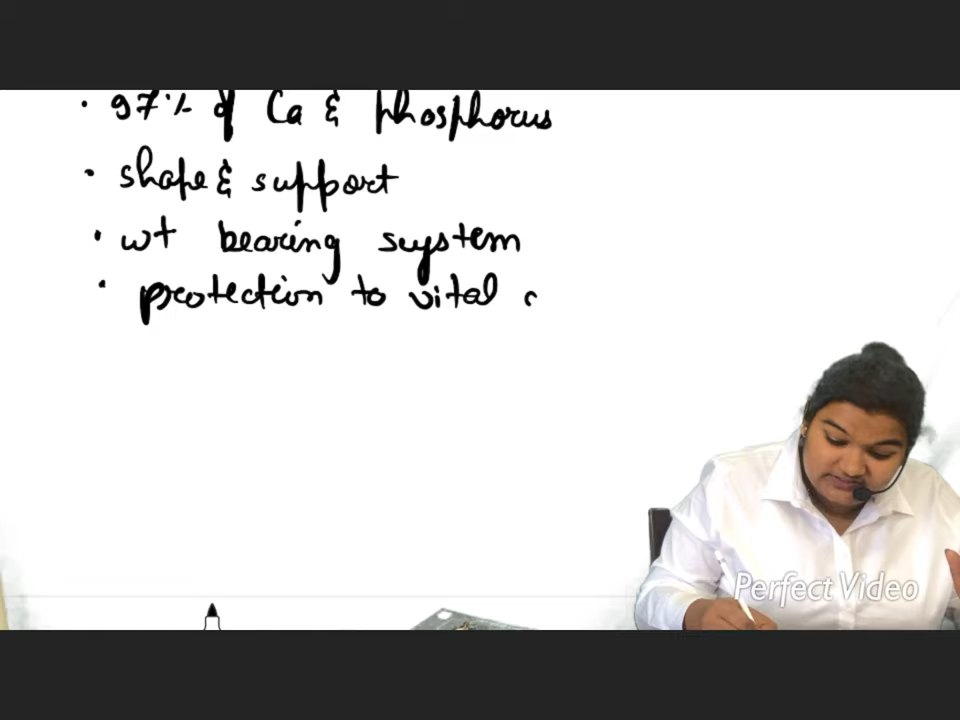 • 97% of Ca & phosphorus
• shape & support
• wt bearing system
• protection to vital
Perfect Video